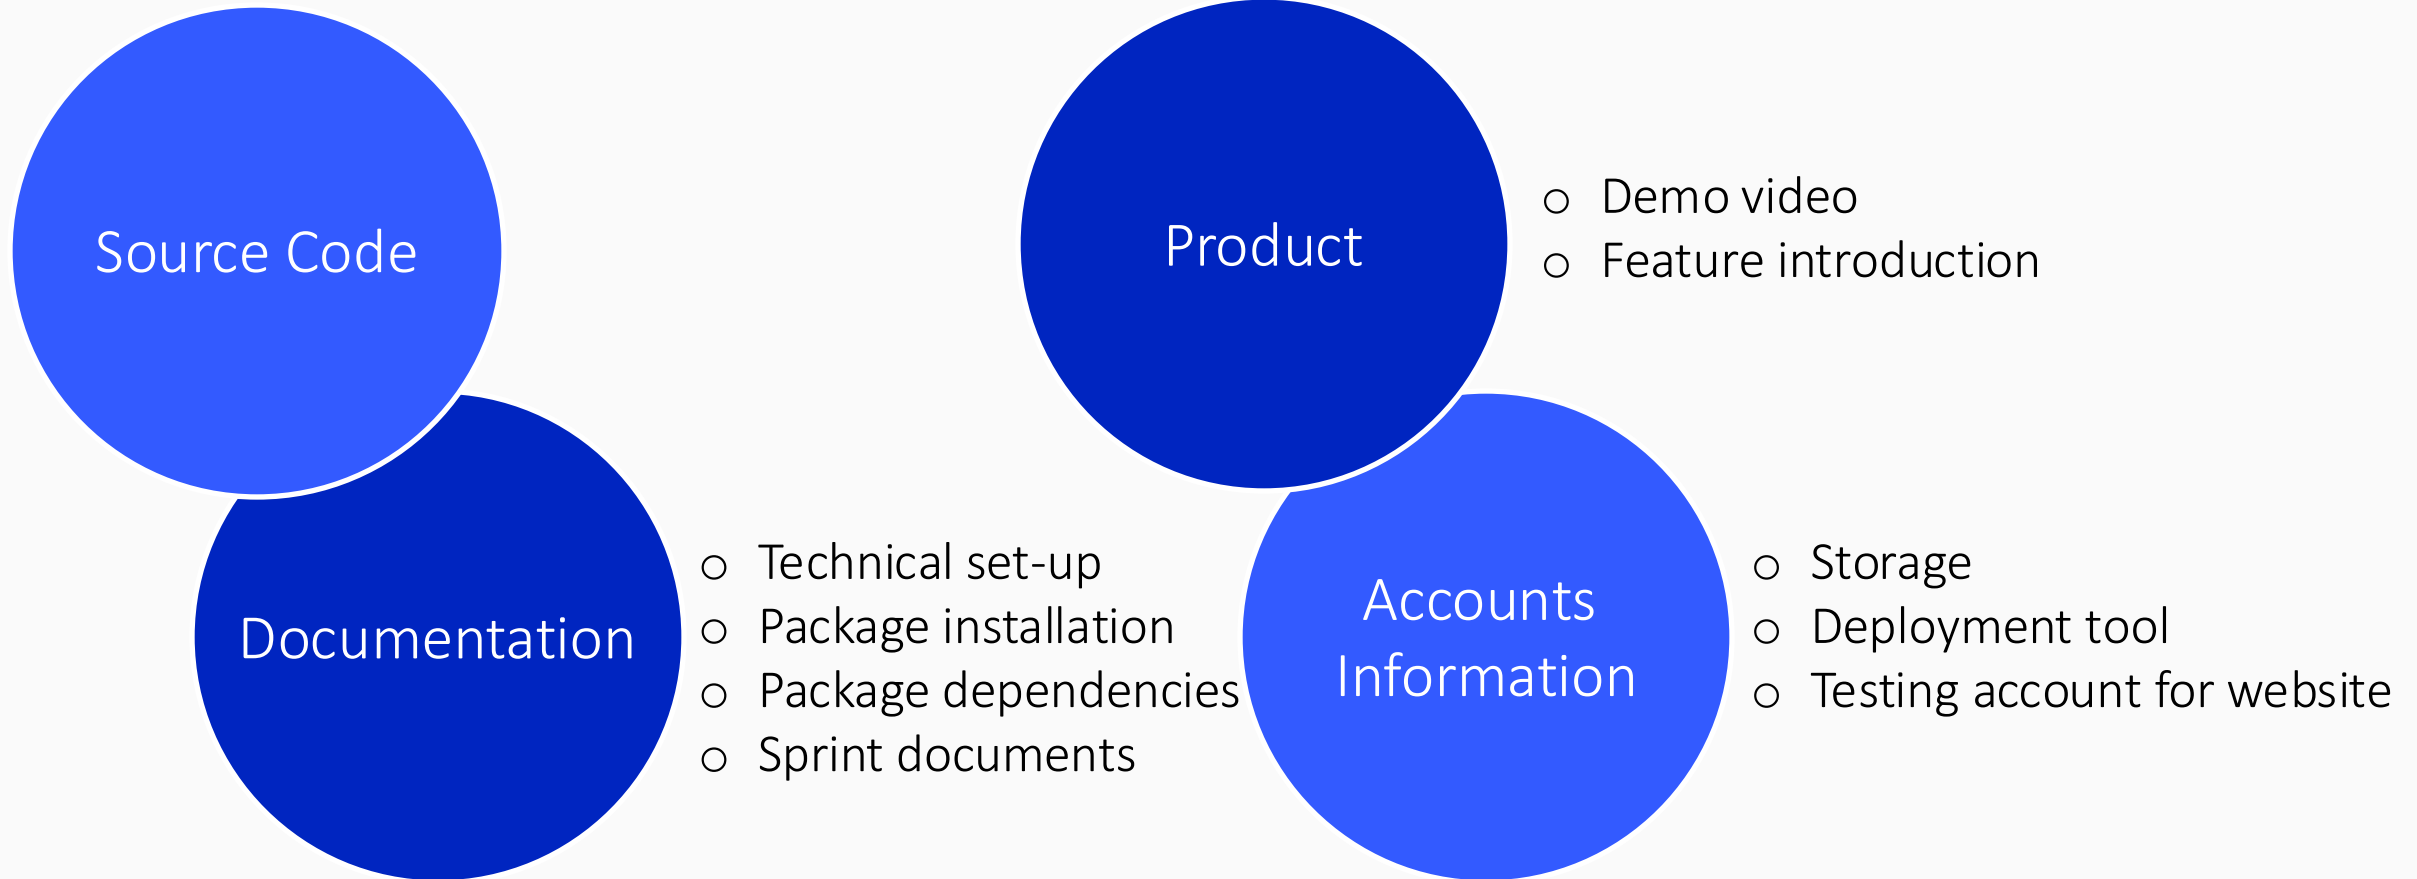 Source Code
Documentation
○ Technical set-up
○ Package installation
○ Package dependencies
○ Sprint documents
Product
○ Demo video
○ Feature introduction
Accounts
Information
○ Storage
○ Deployment tool
○ Testing account for website